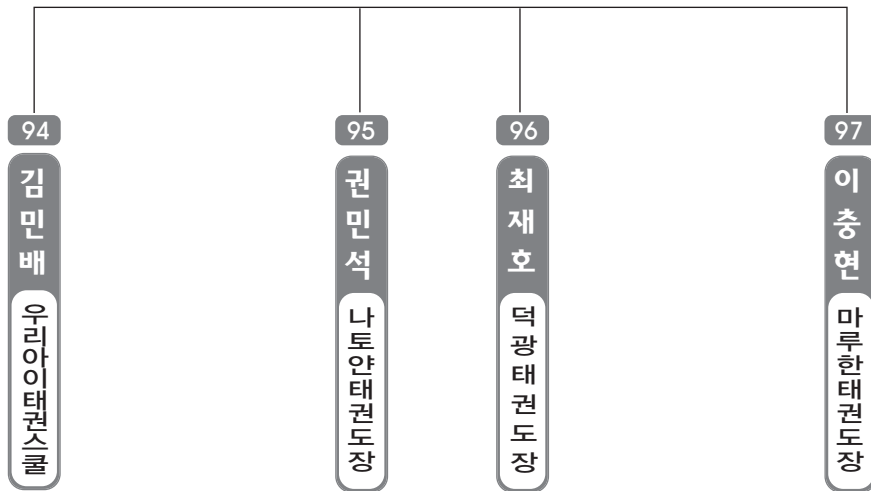 94
김민배
우리아이태권스쿨
95
권민석
나토얀태권도장
96
최재호
덕광태권도장
97
이충현
마루한태권도장